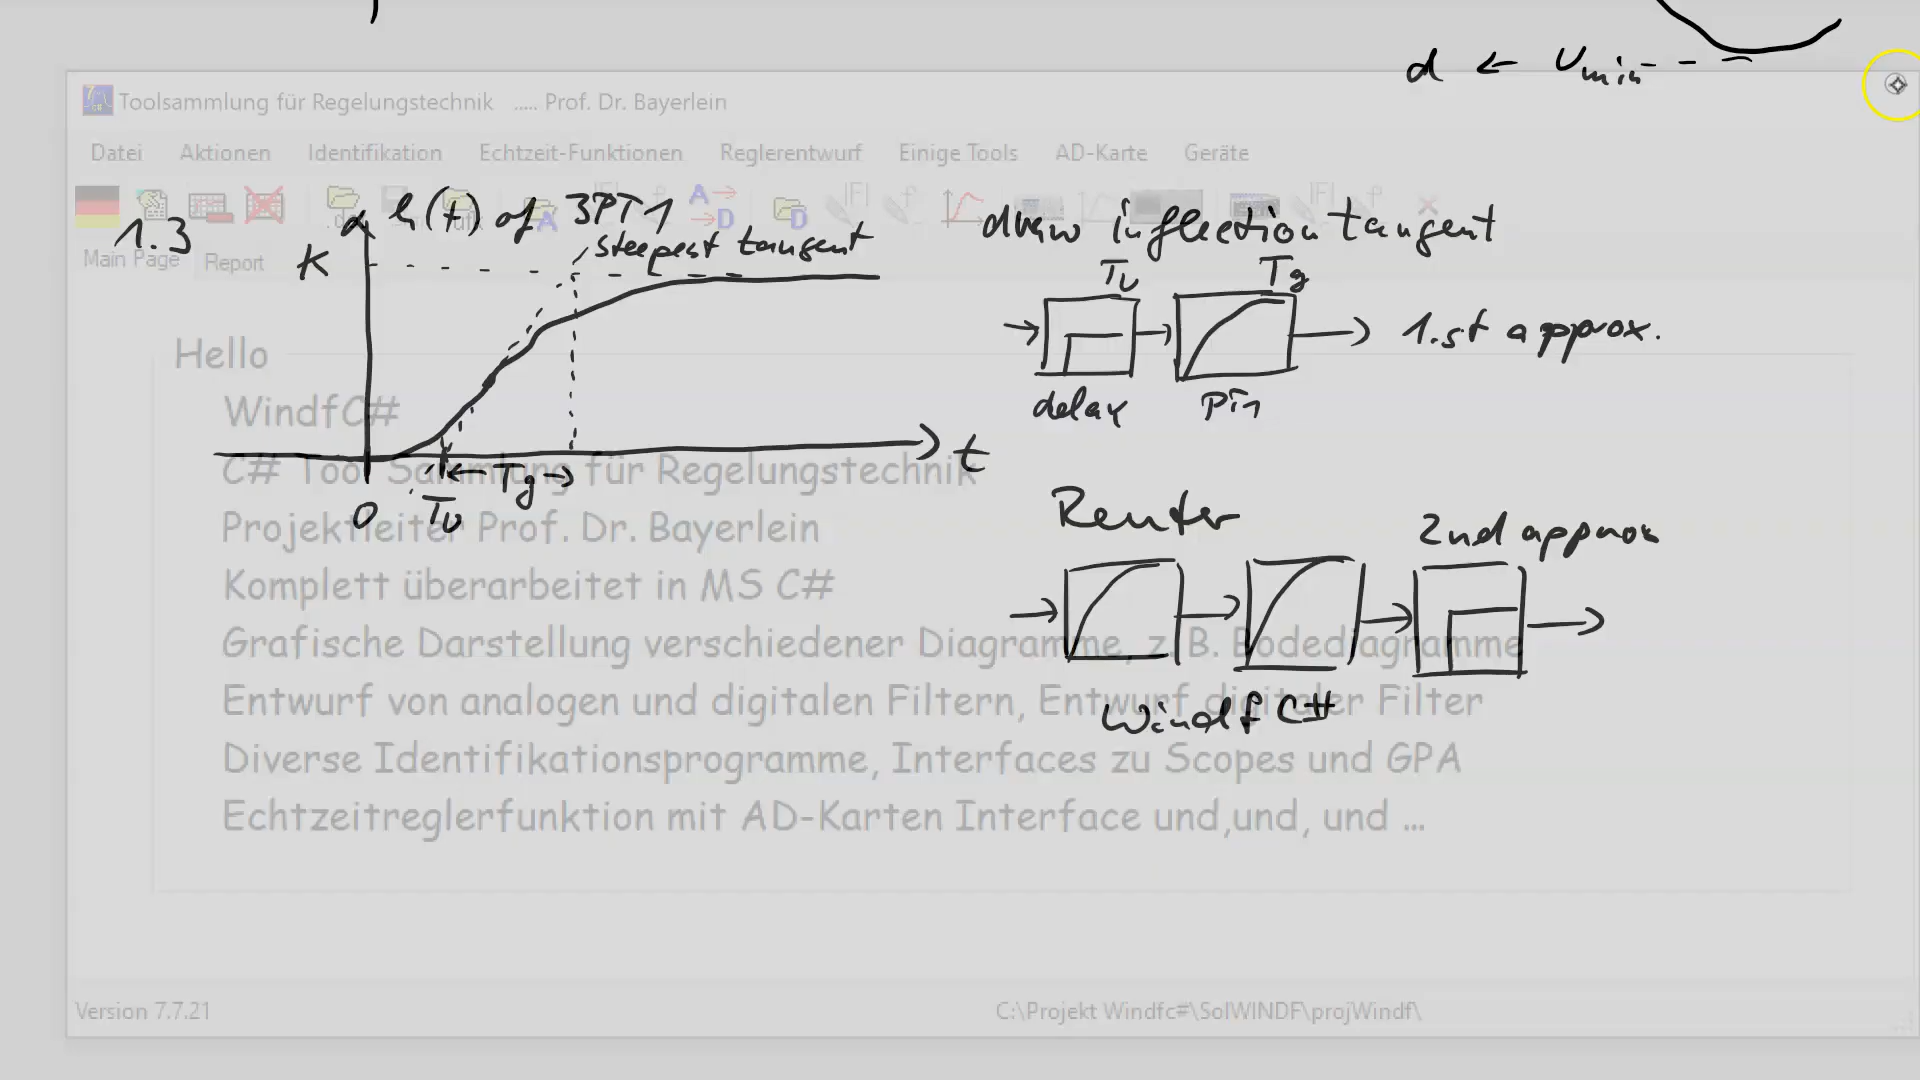 d ← Umin
Toolsammlung für Regelungstechnik ..... Prof. Dr. Bayerlein
Datei Aktionen Identifikation Echtzeit-Funktionen Reglerentwurf Einige Tools AD-Karte Geräte
1.3
h(t) of 3PT1
steepest tangent
K
Main Page Report
draw inflection tangent
Tu Tg
1.st approx.
delay PT1
Hello
WindfC#
C# Tool Sammlung für Regelungstechnik
t
Tg
0 Tu
Projektleiter Prof. Dr. Bayerlein
Komplett überarbeitet in MS C#
Grafische Darstellung verschiedener Diagramme, z. B. Bodediagramme
Entwurf von analogen und digitalen Filtern, Entwurf digitaler Filter
Diverse Identifikationsprogramme, Interfaces zu Scopes und GPA
Echtzeitreglerfunktion mit AD-Karten Interface und,und, und ...
2nd approx
Windf C#
Version 7.7.21
C:\Projekt Windfc#\SolWINDF\projWindf\